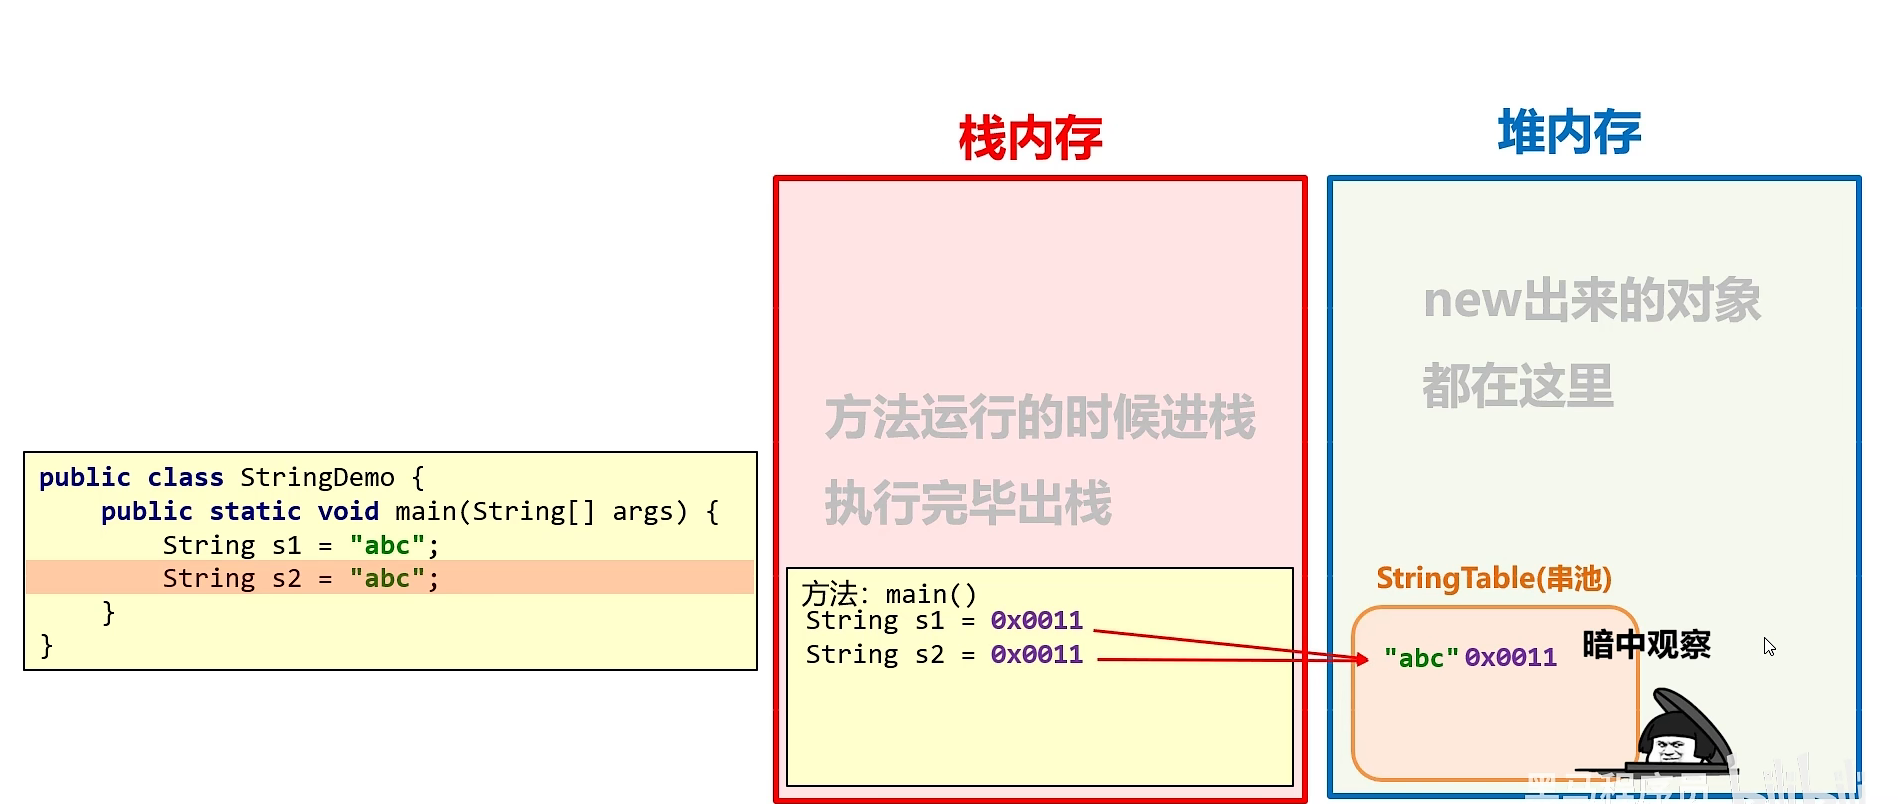 栈内存
堆内存
new出来的对象
都在这里
方法运行的时候进栈
执行完毕出栈
public class StringDemo {
public static void main(String[] args) {
String s1 = "abc";
String s2 = "abc";
}
}
方法：main()
String s1 = 0x0011
String s2 = 0x0011
StringTable(串池)
"abc" 0x0011
暗中观察